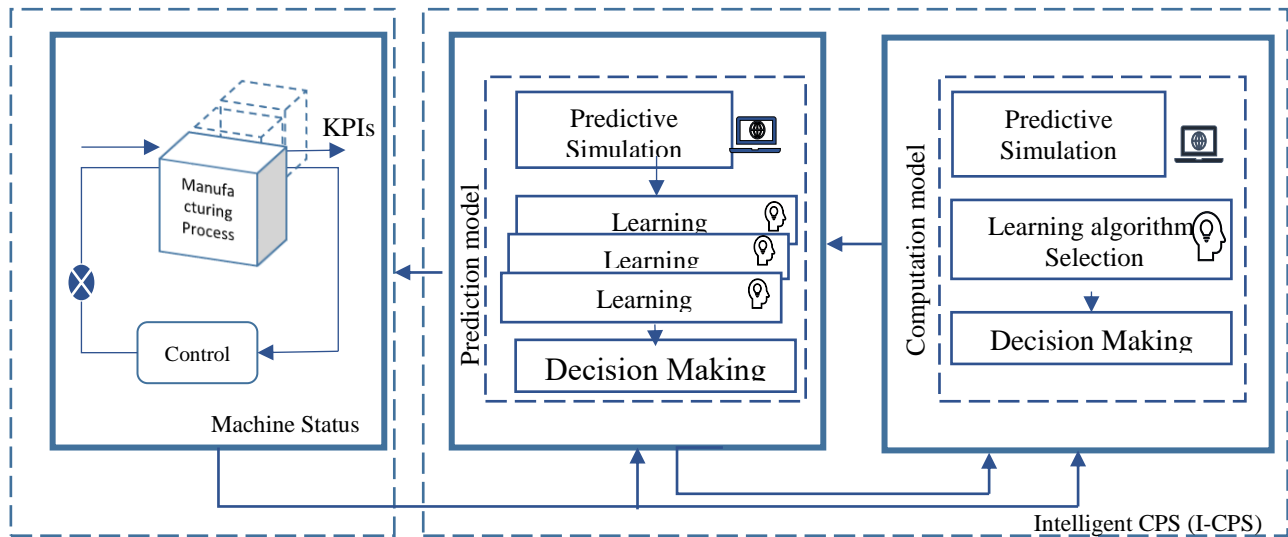 KPIs
Manufa
cturing
Process
Control
Machine Status
Prediction model
Predictive
Simulation
Learning
Learning
Learning
Decision Making
Computation model
Predictive
Simulation
Learning algorithm
Selection
Decision Making
Intelligent CPS (I-CPS)